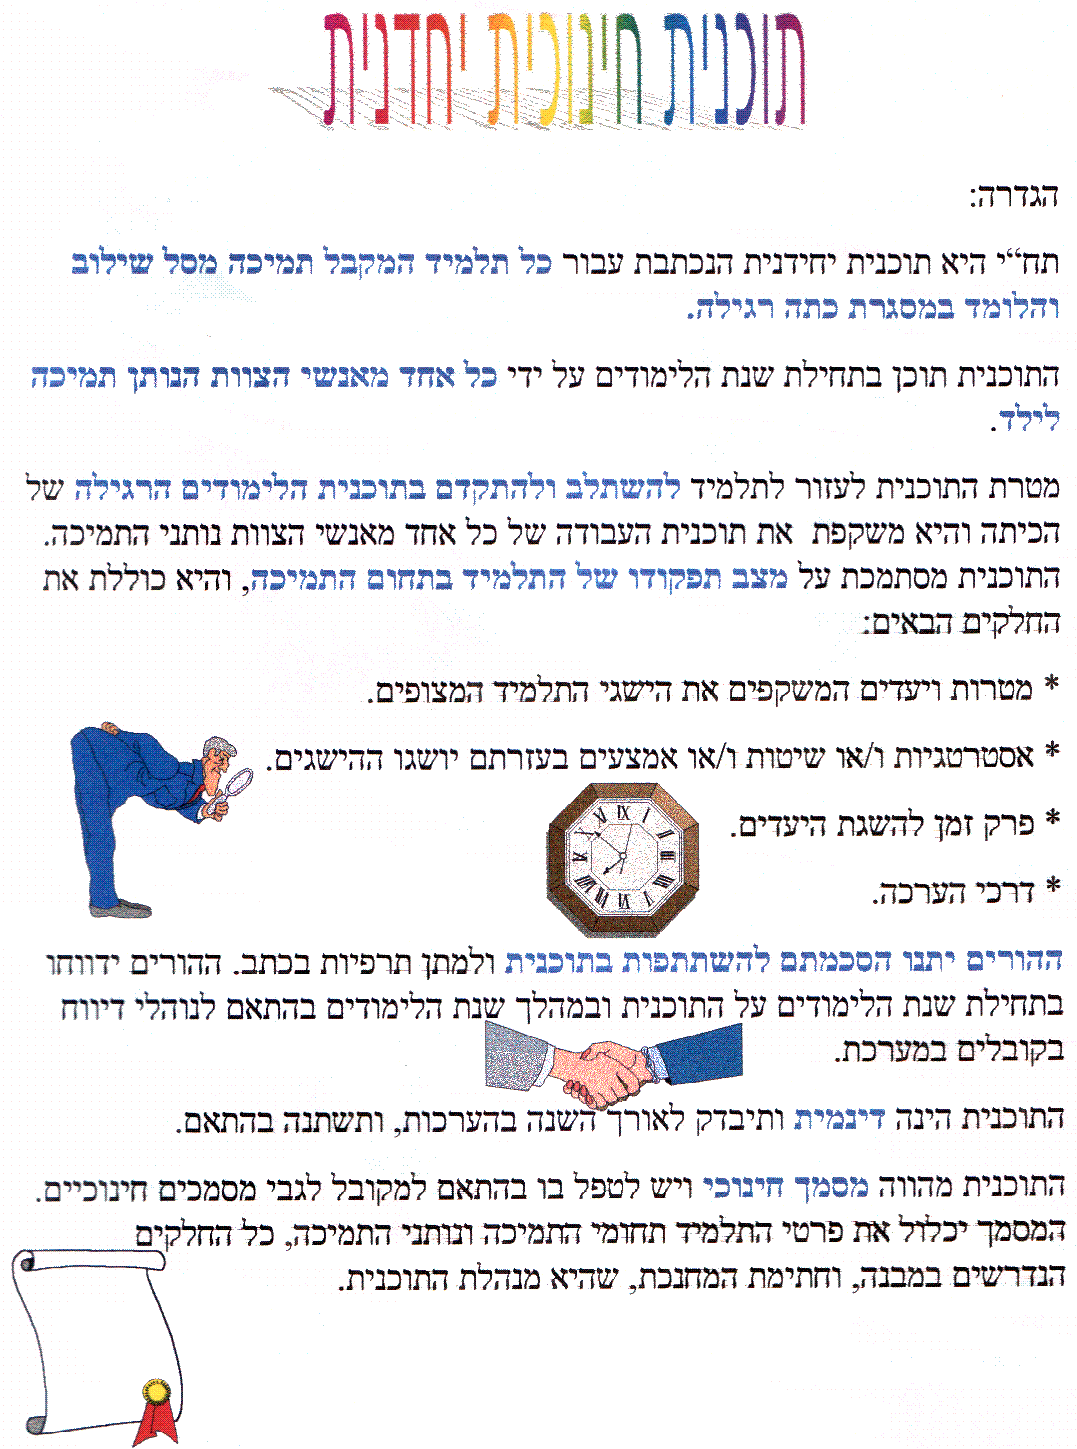 תוכנית חינוכית יחדנית
הגדרה:
תח“י היא תוכנית יחידנית הנכתבת עבור כל תלמיד המקבל תמיכה מסל שילוב
והלומד במסגרת כתה רגילה.
התוכנית תוכן בתחילת שנת הלימודים על ידי כל אחד מאנשי הצוות הנותן תמיכה
לילד.
מטרת התוכנית לעזור לתלמיד להשתלב ולהתקדם בתוכנית הלימודים הרגילה של
הכיתה והיא משקפת את תוכנית העבודה של כל אחד מאנשי הצוות נותני התמיכה.
התוכנית מסתמכת על מצב תפקודו של התלמיד בתחום התמיכה, והיא כוללת את
החלקים הבאים:
* מטרות ויעדים המשקפים את הישגי התלמיד המצופים.
* אסטרטגיות ו/או שיטות ו/או אמצעים בעזרתם יושגו ההישגים.
* פרק זמן להשגת היעדים.
* דרכי הערכה.
ההורים יתנו הסכמתם להשתתפות בתוכנית ולמתן תרפיות בכתב. ההורים ידווחו
בתחילת שנת הלימודים על התוכנית ובמהלך שנת הלימודים בהתאם לנוהלי דיווח
בקובלים במערכת.
התוכנית הינה דינמית ותיבדק לאורך השנה בהערכות, ותשתנה בהתאם.
התוכנית מהווה מסמך חינוכי ויש לטפל בו בהתאם למקובל לגבי מסמכים חינוכיים.
המסמך יכלול את פרטי התלמיד תחומי התמיכה ונותני התמיכה, כל החלקים
הנדרשים במבנה, וחתימת המחנכת, שהיא מנהלת התוכנית.